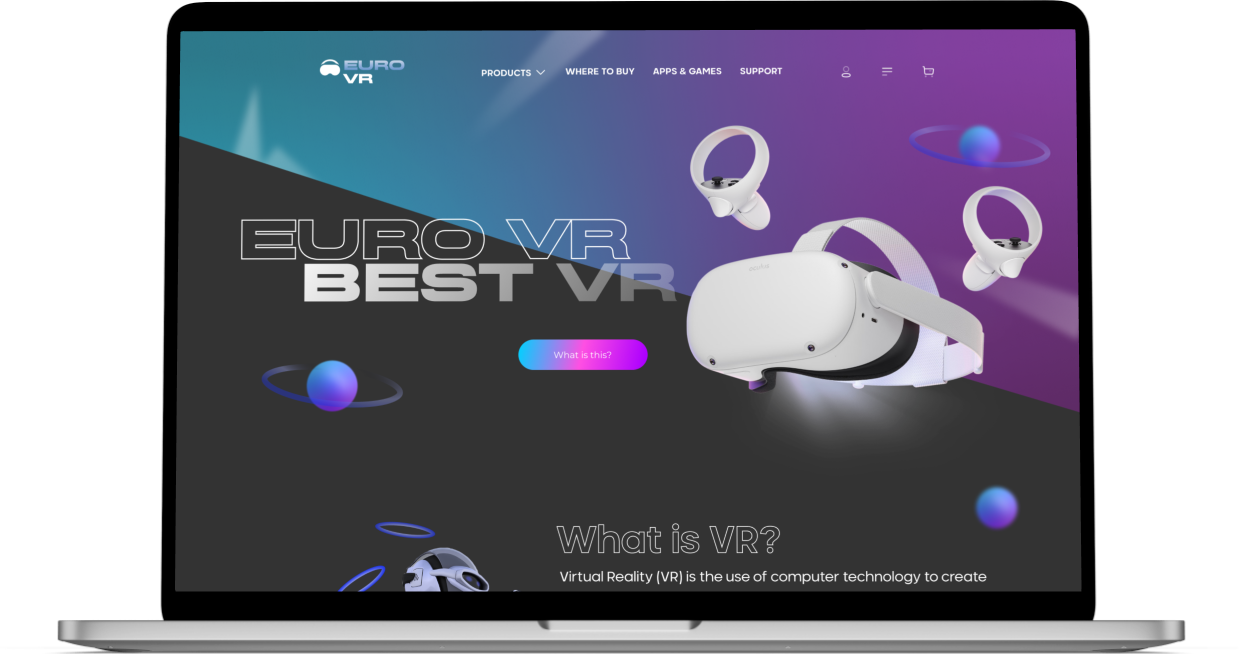 EURO
VR
PRODUCTS
WHERE TO BUY
APPS & GAMES
SUPPORT
EURO VR
BEST VR
What is this?
What is VR?
Virtual Reality (VR) is the use of computer technology to create